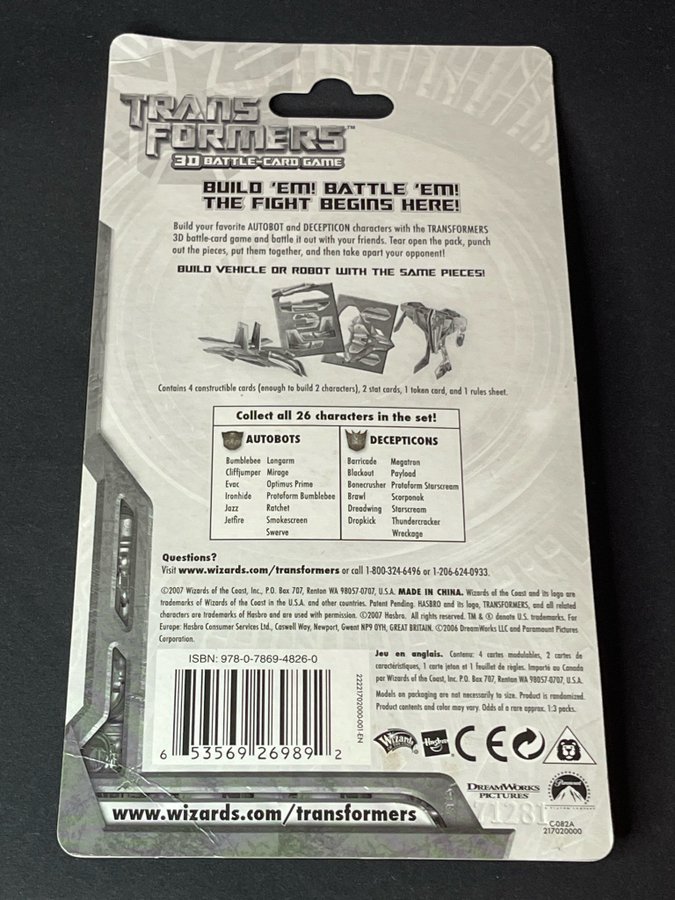 TRANS
FORMERS™
3D BATTLE-CARD GAME
BUILD 'EM! BATTLE 'EM!
THE FIGHT BEGINS HERE!
Build your favorite AUTOBOT and DECEPTICON characters with the TRANSFORMERS
3D battle-card game and battle it out with your friends. Tear open the pack, punch
out the pieces, put them together, and then take apart your opponent!
BUILD VEHICLE OR ROBOT WITH THE SAME PIECES!
Contains 4 constructible cards (enough to build 2 characters), 2 stat cards, 1 token card, and 1 rules sheet.
Collect all 26 characters in the set!
AUTOBOTS
Bumblebee Longarm
Cliffjumper Mirage
Evac Optimus Prime
Ironhide Protoform Bumblebee
Jazz Ratchet
Jetfire Smokescreen
Swerve
DECEPTICONS
Barricade Megatron
Blackout Payload
Bonecrusher Protoform Starscream
Brawl Scorponok
Dreadwing Starscream
Dropkick Thundercracker
Wreckage
Questions?
Visit www.wizards.com/transformers or call 1-800-324-6496 or 1-206-624-0933.
©2007 Wizards of the Coast, Inc., P.O. Box 707, Renton WA 98057-0707, U.S.A. MADE IN CHINA. Wizards of the Coast and its logo are
trademarks of Wizards of the Coast in the U.S.A. and other countries. Patent Pending. HASBRO and its logo, TRANSFORMERS, and all related
characters are trademarks of Hasbro and are used with permission. ©2007 Hasbro. All rights reserved. TM & ® denote U.S. trademarks. For
Europe: Hasbro Consumer Services Ltd., Caswell Way, Newport, Gwent NP9 0YH, GREAT BRITAIN. ©2006 DreamWorks LLC and Paramount Pictures
Corporation.
ISBN: 978-0-7869-4826-0
6 53569 26989 2
22221702000-001-EN
Jeu en anglais. Contenu: 4 cartes modulables, 2 cartes de
caractéristiques, 1 carte jeton et 1 feuillet de règles. Importé au Canada
par Wizards of the Coast, Inc. P.O. Box 707, Renton WA 98057-0707, U.S.A.
Models on packaging are not necessarily to size. Product is randomized.
Product contents and color may vary. Odds of a rare approx. 1:3 packs.
Wizards
Hasbro
CE
DREAMWORKS
PICTURES
Paramount
71281
C-082A
217020000
www.wizards.com/transformers